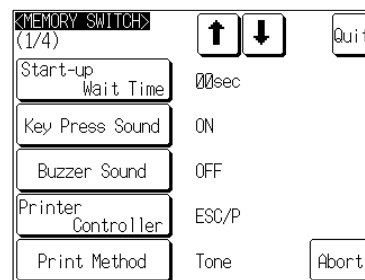 <MEMORY SWITCH>
(1/4)
Quit
Start-up
Wait Time
00sec
Key Press Sound
ON
Buzzer Sound
OFF
Printer
Controller
ESC/P
Print Method
Tone
Abort